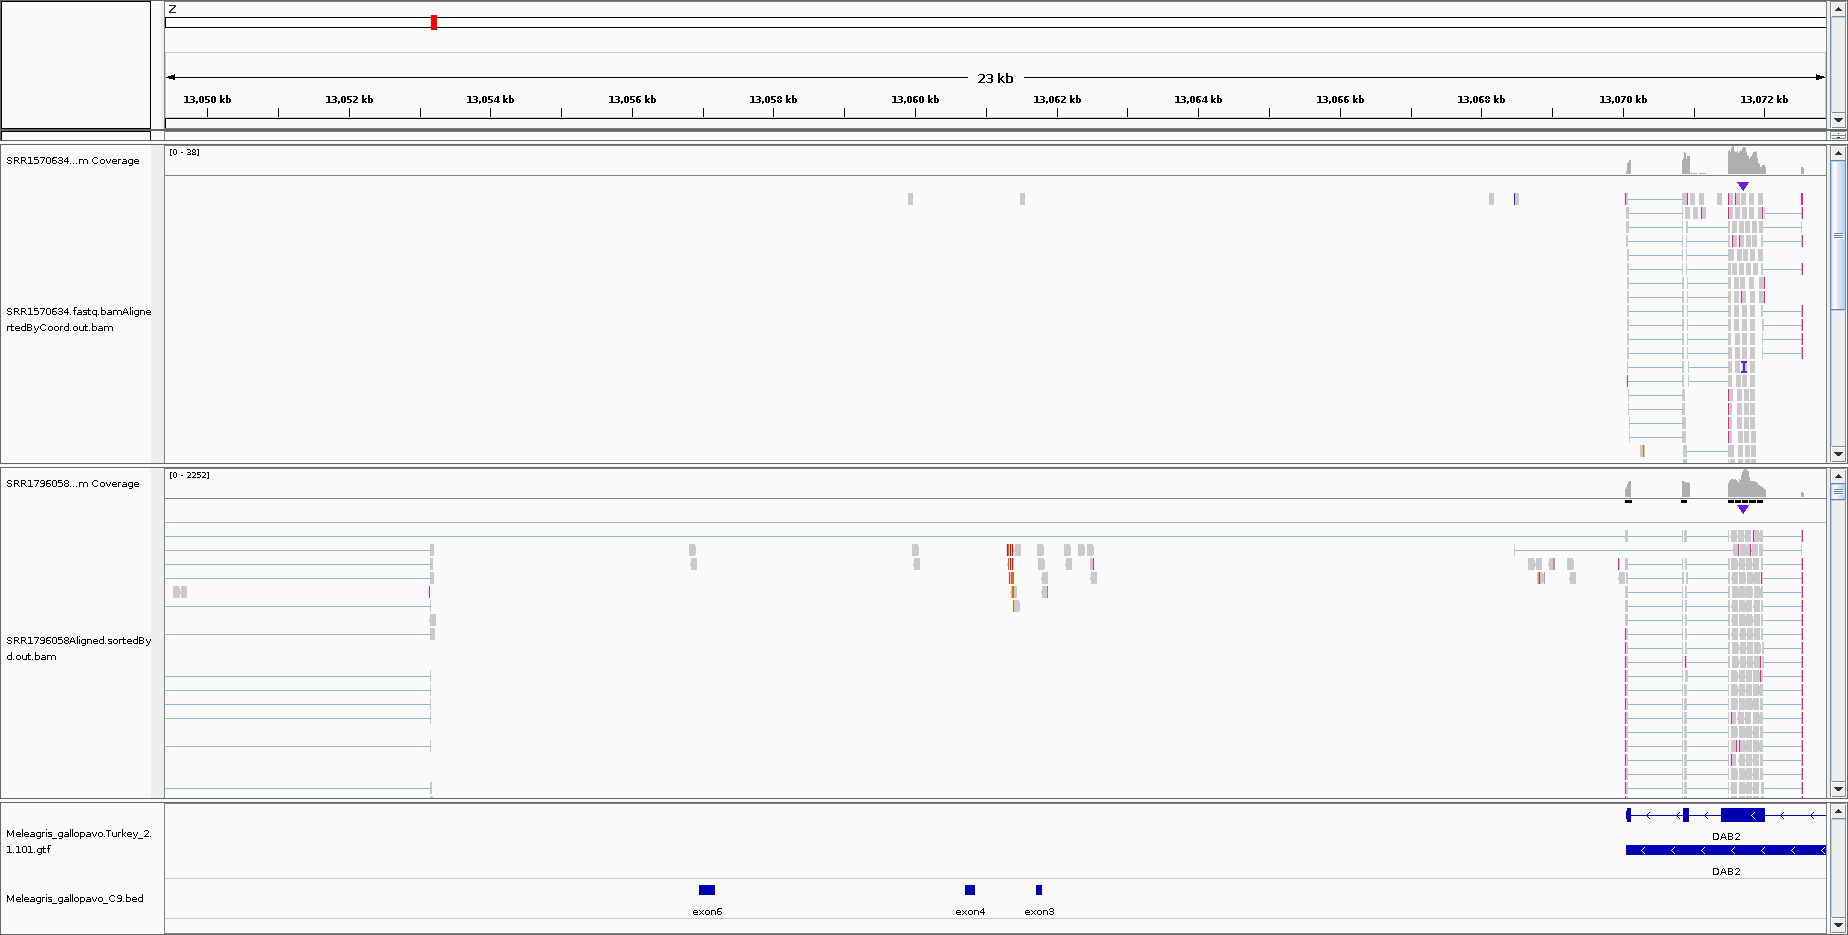 Z
23 kb
13,050 kb 13,052 kb 13,054 kb 13,056 kb 13,058 kb 13,060 kb 13,062 kb 13,064 kb 13,066 kb 13,068 kb 13,070 kb 13,072 kb
SRR1570634...m Coverage
[0 - 38]
SRR1570634.fastq.bamAligne
rtedByCoord.out.bam
SRR1796058...m Coverage
[0 - 2252]
SRR1796058Aligned.sortedBy
d.out.bam
Meleagris_gallopavo.Turkey_2.
1.101.gtf
DAB2
DAB2
Meleagris_gallopavo_C9.bed
exon6 exon4 exon3